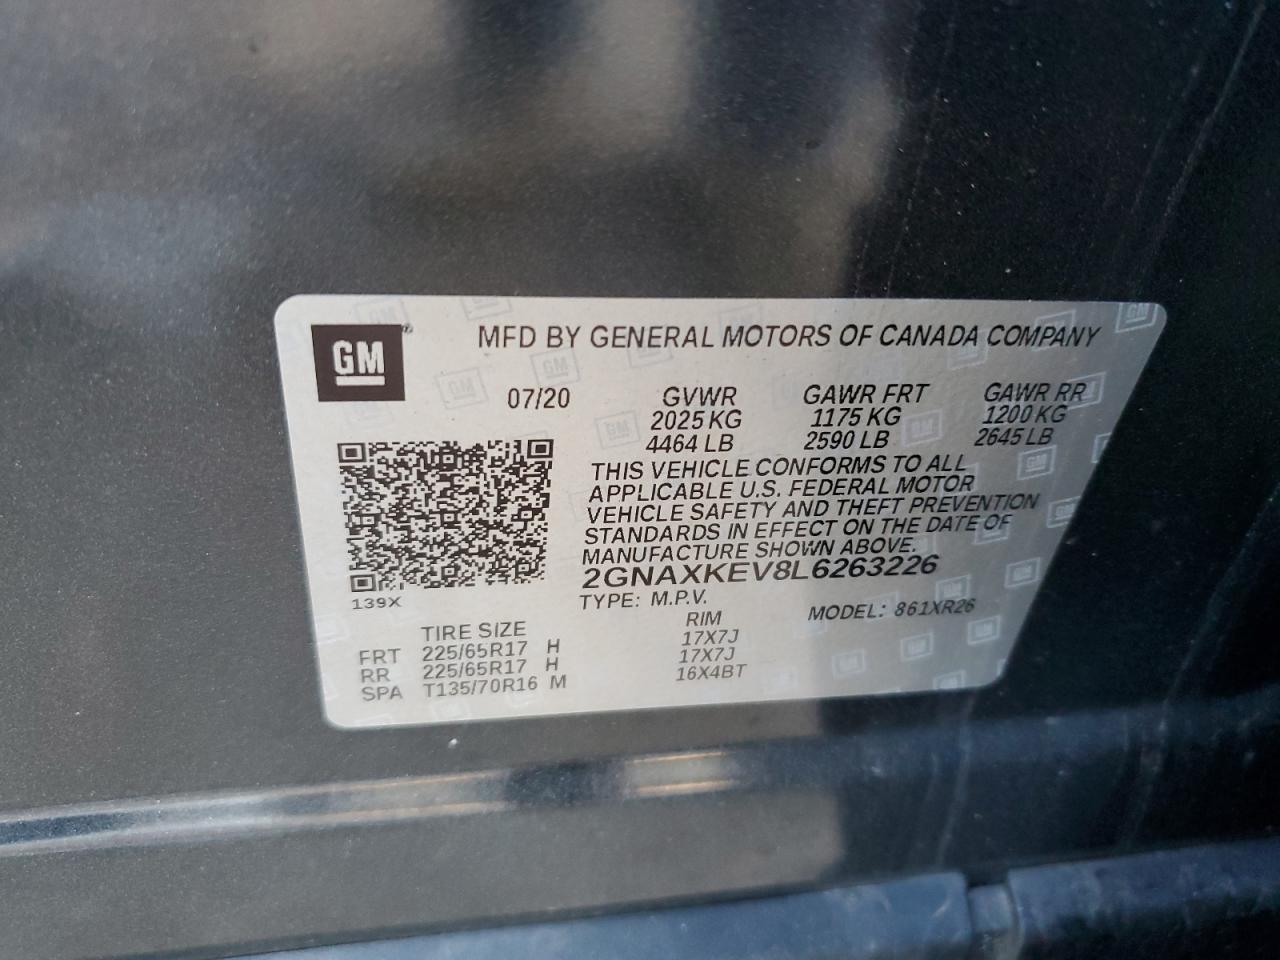 GM®
MFD BY GENERAL MOTORS OF CANADA COMPANY
07/20 GVWR GAWR FRT GAWR RR
2025 KG 1175 KG 1200 KG
4464 LB 2590 LB 2645 LB
THIS VEHICLE CONFORMS TO ALL
APPLICABLE U.S. FEDERAL MOTOR
VEHICLE SAFETY AND THEFT PREVENTION
STANDARDS IN EFFECT ON THE DATE OF
MANUFACTURE SHOWN ABOVE.
2GNAXKEV8L6263226
139X
TYPE: M.P.V. MODEL: 861XR26
TIRE SIZE RIM
FRT 225/65R17 H 17X7J
RR 225/65R17 H 17X7J
SPA T135/70R16 M 16X4BT